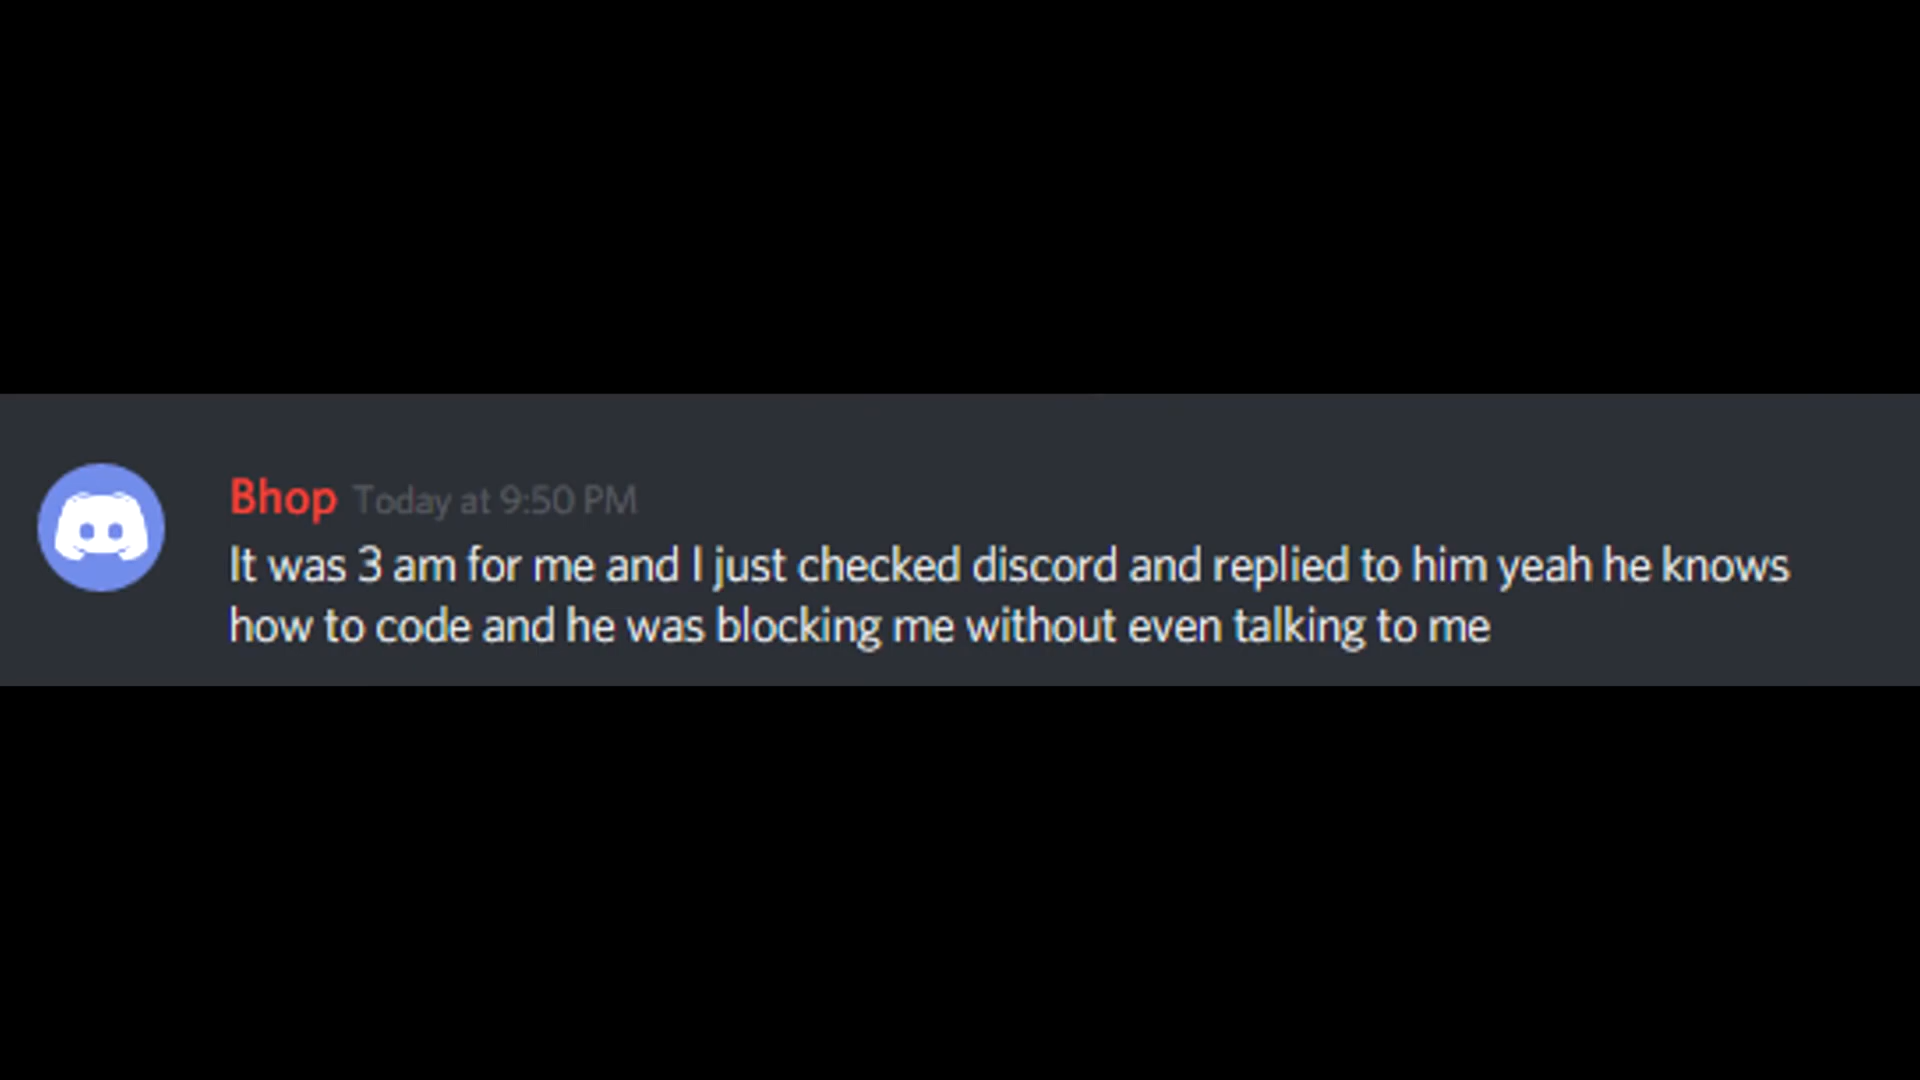 Bhop Today at 9:50 PM
It was 3 am for me and I just checked discord and replied to him yeah he knows
how to code and he was blocking me without even talking to me